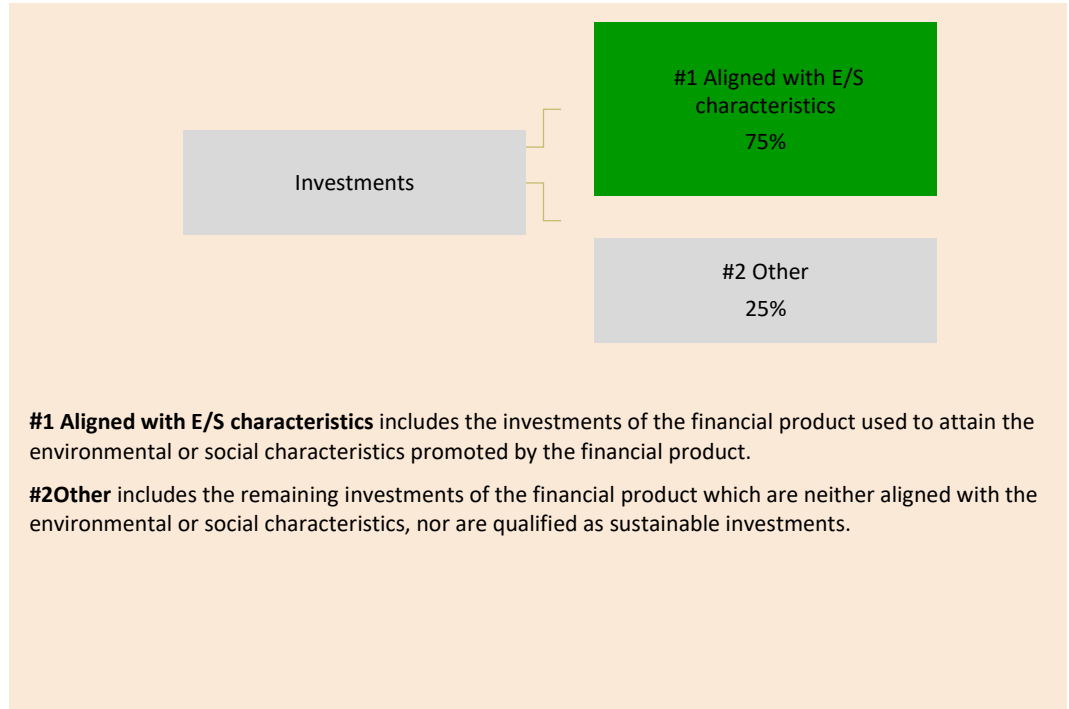 #1 Aligned with E/S
characteristics
75%
Investments
#2 Other
25%
#1 Aligned with E/S characteristics includes the investments of the financial product used to attain the
environmental or social characteristics promoted by the financial product.
#2Other includes the remaining investments of the financial product which are neither aligned with the
environmental or social characteristics, nor are qualified as sustainable investments.